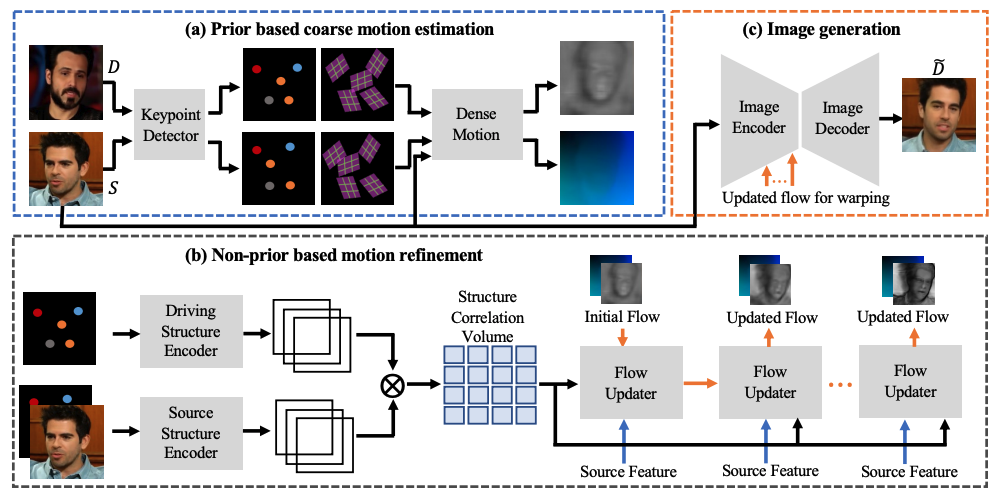 (a) Prior based coarse motion estimation
D
S
Keypoint
Detector
Dense
Motion
(c) Image generation
Image
Encoder
Image
Decoder
D̃
Updated flow for warping
...
(b) Non-prior based motion refinement
Driving
Structure
Encoder
Source
Structure
Encoder
Structure
Correlation
Volume
Initial Flow
Updated Flow
Updated Flow
Flow
Updater
Flow
Updater
...
Flow
Updater
Source Feature
Source Feature
Source Feature